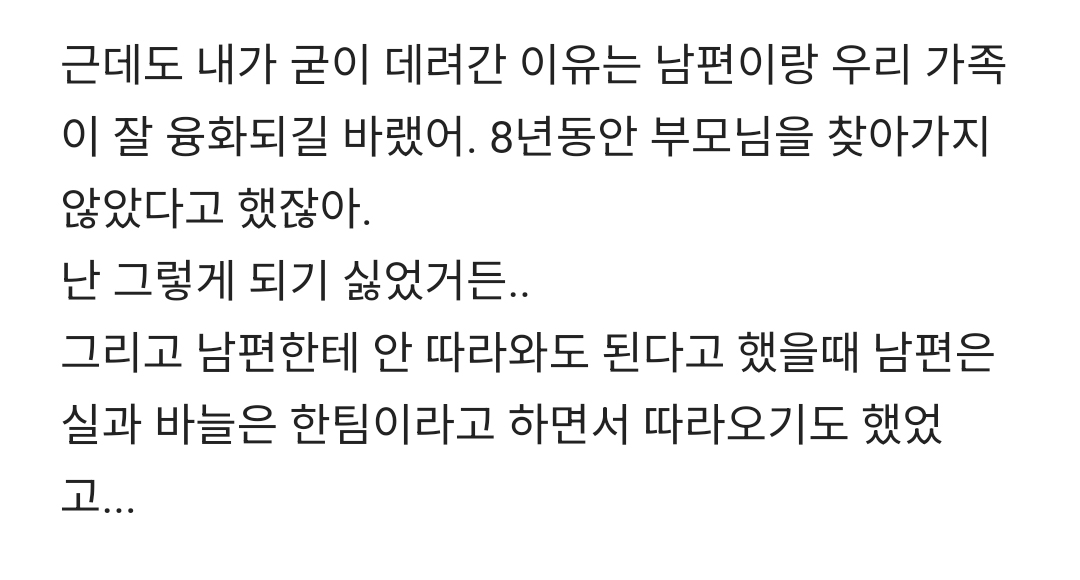 근데도 내가 굳이 데려간 이유는 남편이랑 우리 가족
이 잘 융화되길 바랬어. 8년동안 부모님을 찾아가지
않았다고 했잖아.
난 그렇게 되기 싫었거든..
그리고 남편한테 안 따라와도 된다고 했을때 남편은
실과 바늘은 한팀이라고 하면서 따라오기도 했었
고...